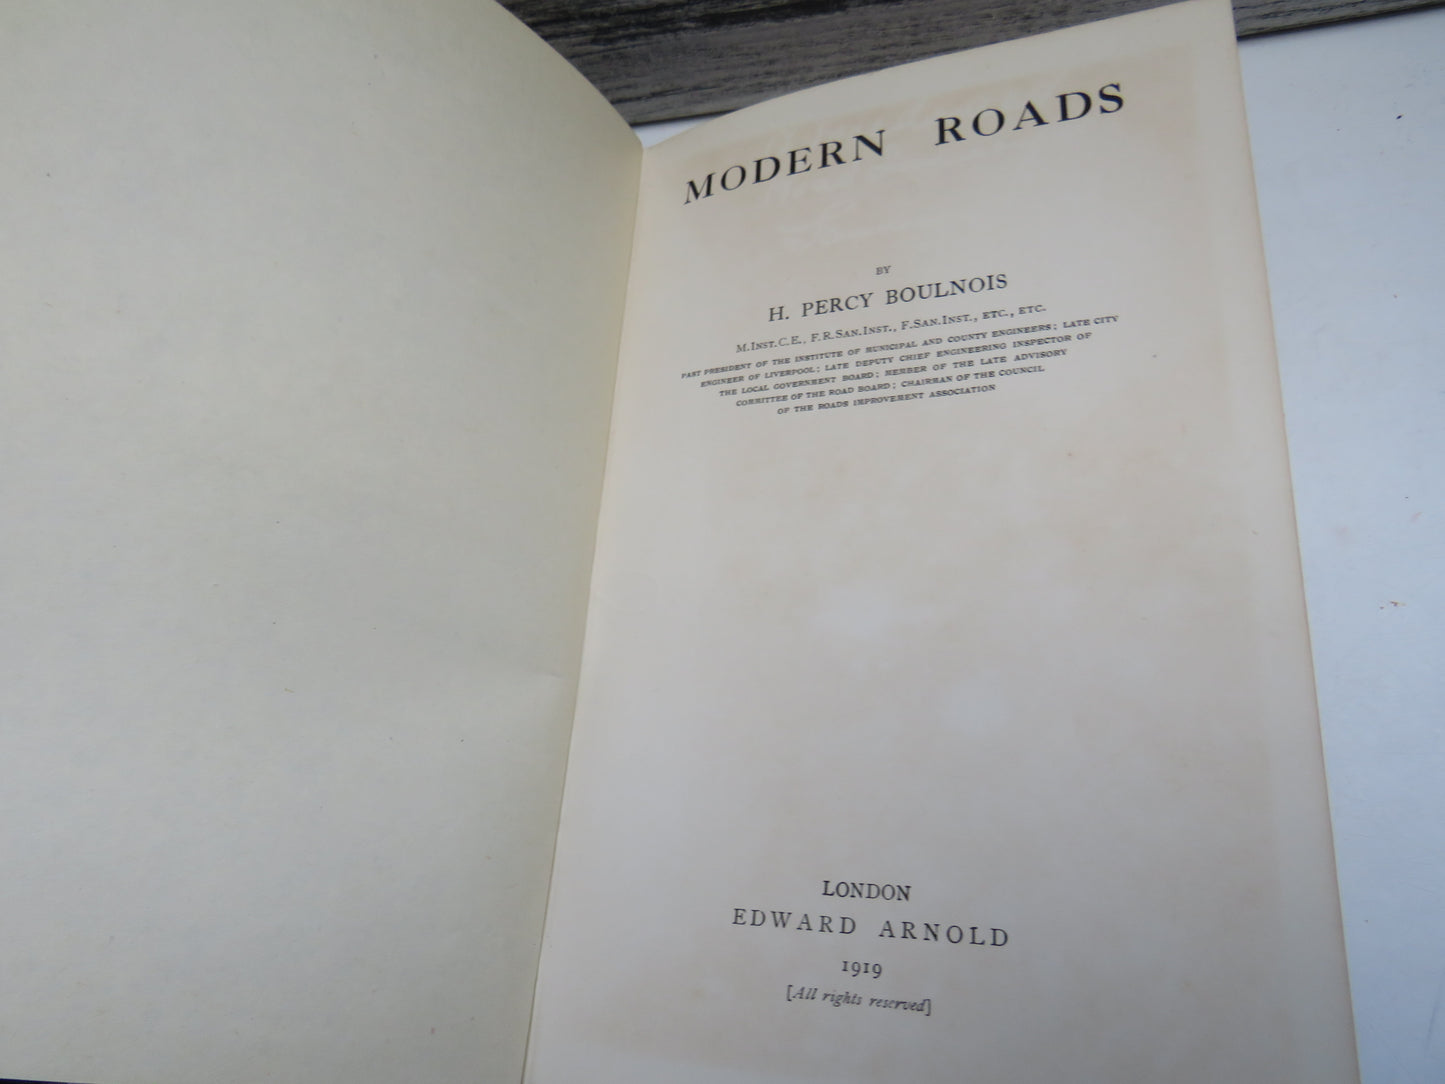 MODERN ROADS
BY
H. PERCY BOULNOIS
M.INST.C.E., F.R.SAN.INST., F.SAN.INST., ETC., ETC.
PAST PRESIDENT OF THE INSTITUTE OF MUNICIPAL AND COUNTY ENGINEERS; LATE CITY
ENGINEER OF LIVERPOOL; LATE DEPUTY CHIEF ENGINEERING INSPECTOR OF
THE LOCAL GOVERNMENT BOARD; MEMBER OF THE LATE ADVISORY
COMMITTEE OF THE ROAD BOARD; CHAIRMAN OF THE COUNCIL
OF THE ROADS IMPROVEMENT ASSOCIATION
LONDON
EDWARD ARNOLD
1919
[All rights reserved]